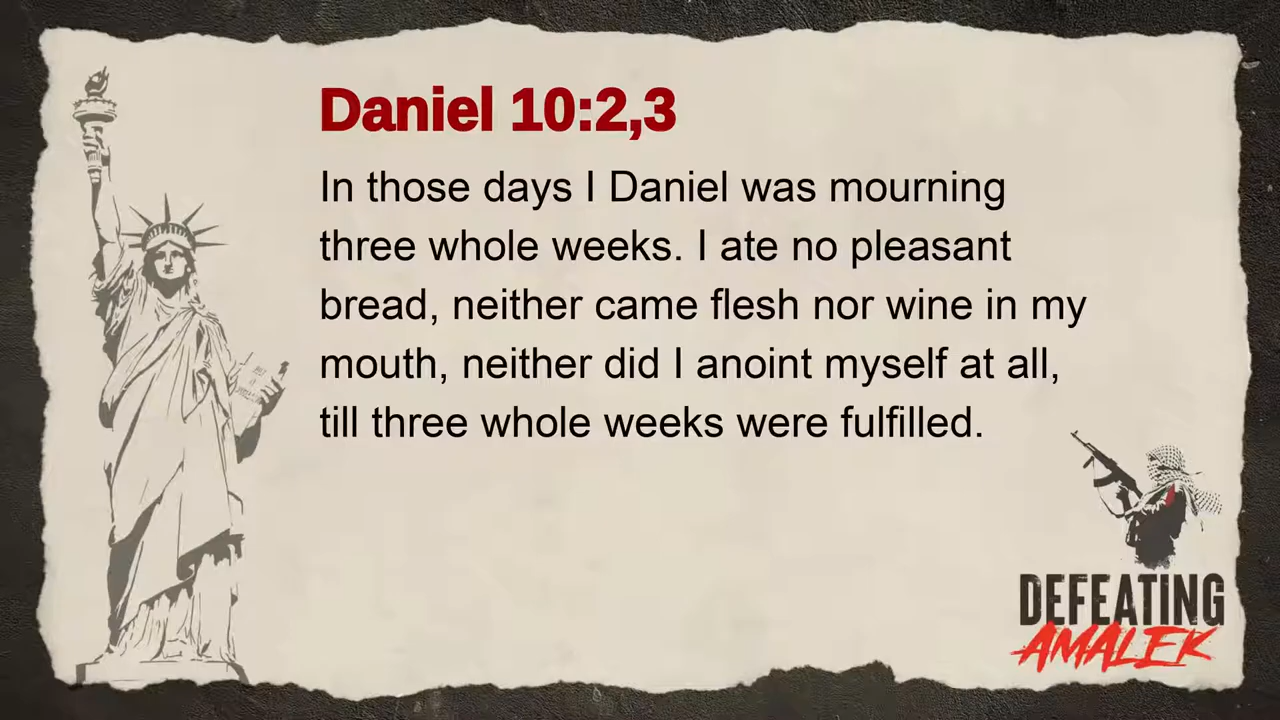 Daniel 10:2,3
In those days I Daniel was mourning
three whole weeks. I ate no pleasant
bread, neither came flesh nor wine in my
mouth, neither did I anoint myself at all,
till three whole weeks were fulfilled.
DEFEATING
AMALEK